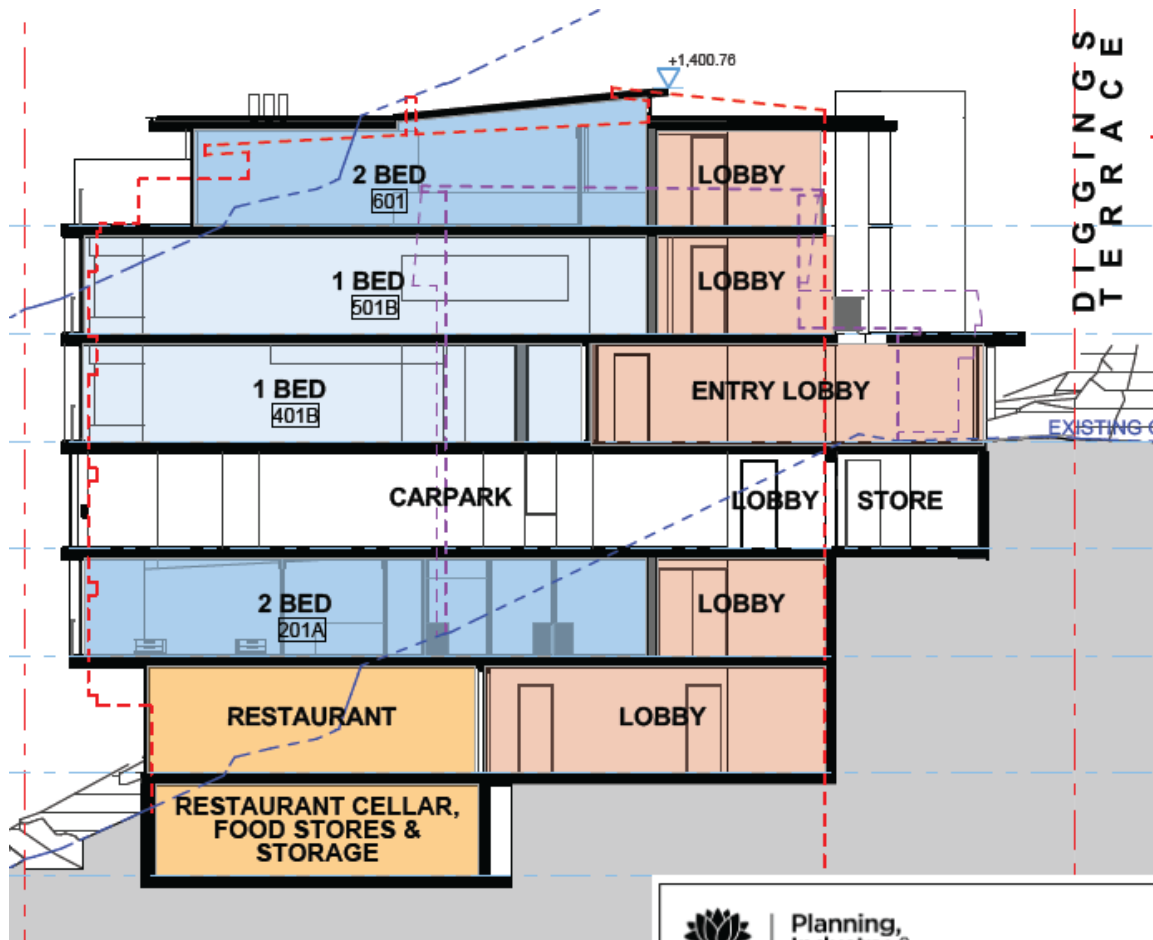 +1,400.76
DIGGINGS
TERRACE
2 BED
601
LOBBY
1 BED
501B
LOBBY
1 BED
401B
ENTRY LOBBY
EXISTING
CARPARK
LOBBY
STORE
2 BED
201A
LOBBY
RESTAURANT
LOBBY
RESTAURANT CELLAR,
FOOD STORES &
STORAGE
Planning,